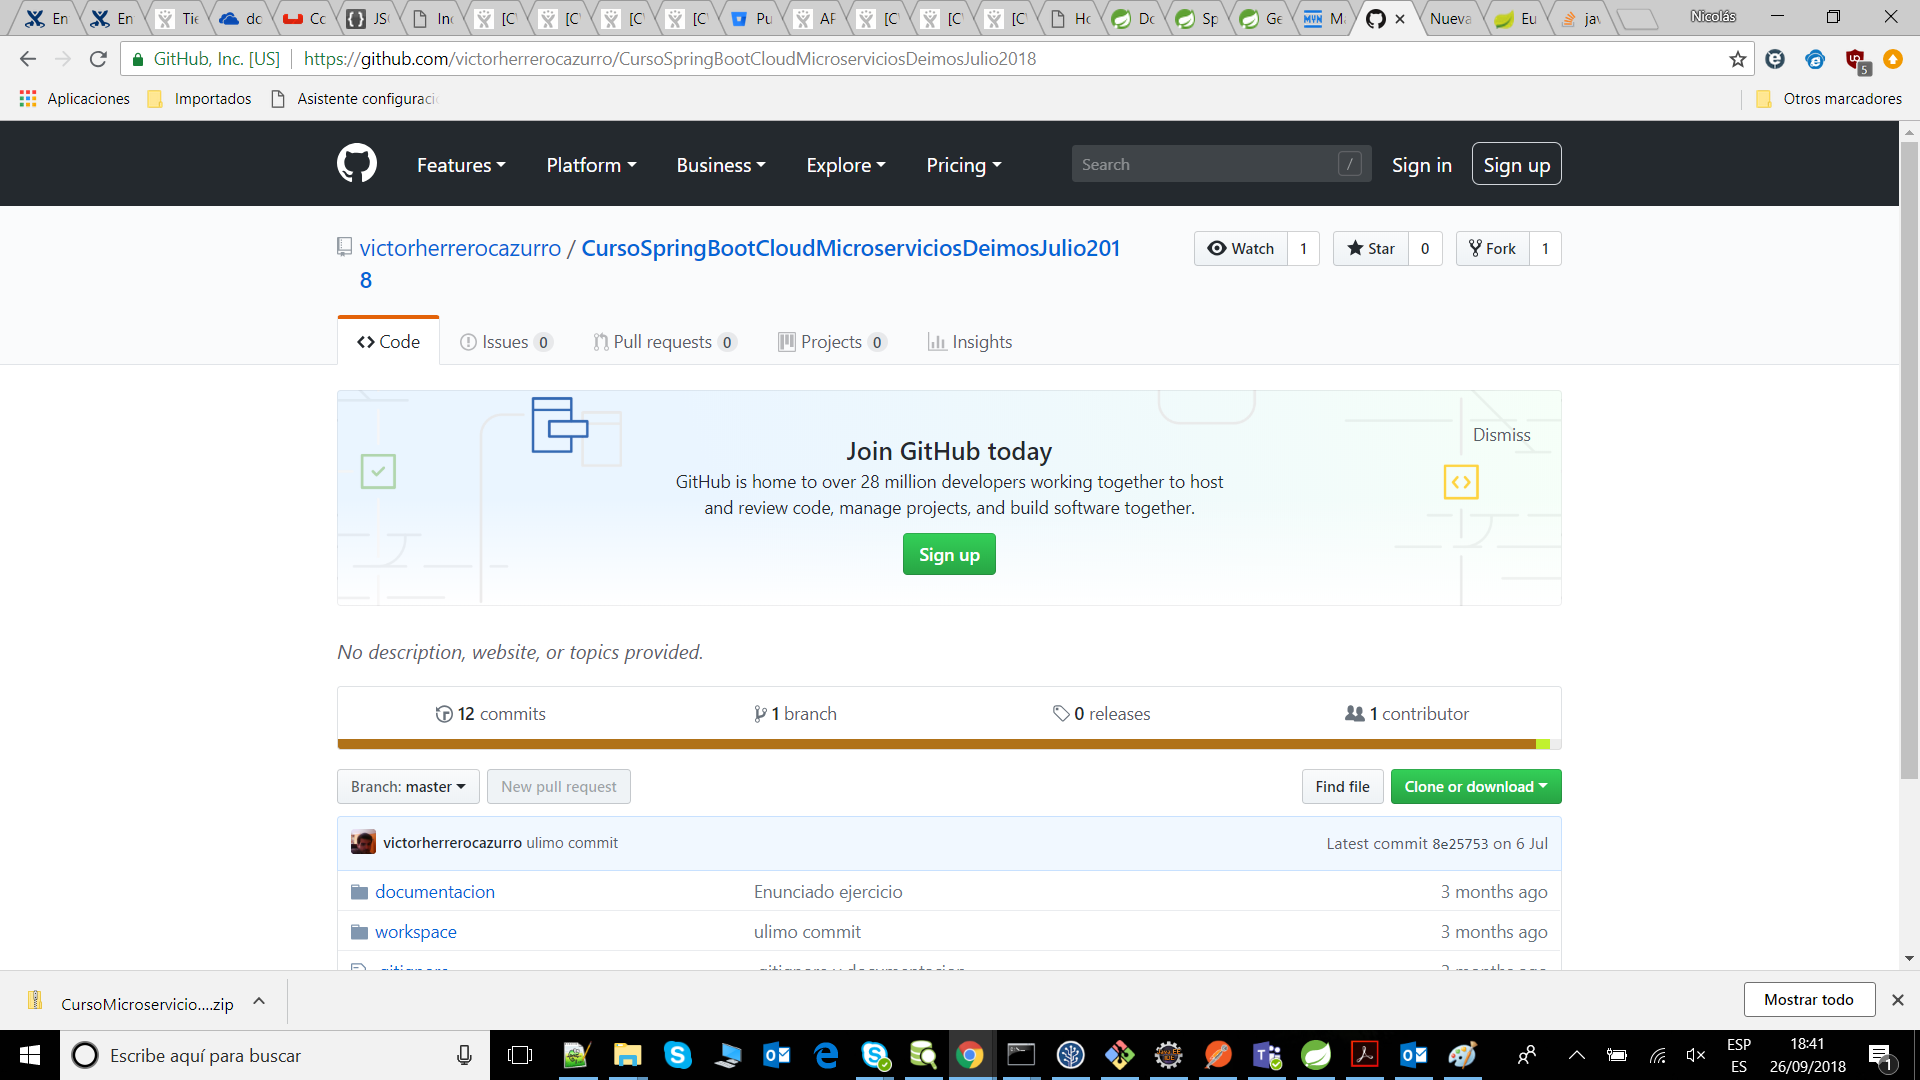 En
En
Tie
dc
Cc
JS
Inc
[C
[C
[C
[C
Pu
AF
[C
[C
[C
Ho
Do
Sp
Ge
M
Nueva
Eu
jav
Nicolás
GitHub, Inc. [US]
https://github.com/victorherrerocazurro/CursoSpringBootCloudMicroserviciosDeimosJulio2018
5
Aplicaciones
Importados
Asistente configuraci
Otros marcadores
Features
Platform
Business
Explore
Pricing
Search
/
Sign in
Sign up
victorherrerocazurro / CursoSpringBootCloudMicroserviciosDeimosJulio201
8
Watch 1
Star 0
Fork 1
Code
Issues 0
Pull requests 0
Projects 0
Insights
Dismiss
Join GitHub today
GitHub is home to over 28 million developers working together to host
and review code, manage projects, and build software together.
Sign up
No description, website, or topics provided.
12 commits
1 branch
0 releases
1 contributor
Branch: master
New pull request
Find file
Clone or download
victorherrerocazurro ulimo commit
Latest commit 8e25753 on 6 Jul
documentacion
Enunciado ejercicio
3 months ago
workspace
ulimo commit
3 months ago
CursoMicroservicio....zip
Mostrar todo
Escribe aquí para buscar
ESP
ES
18:41
26/09/2018
1